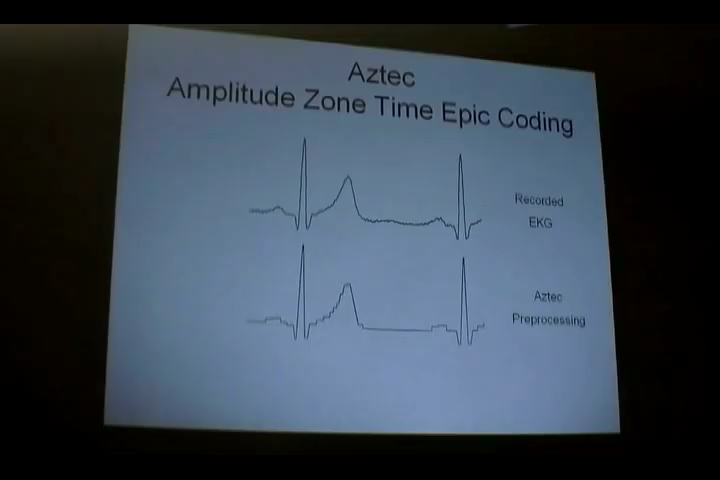 Aztec
Amplitude Zone Time Epic Coding
Recorded
EKG
Aztec
Preprocessing